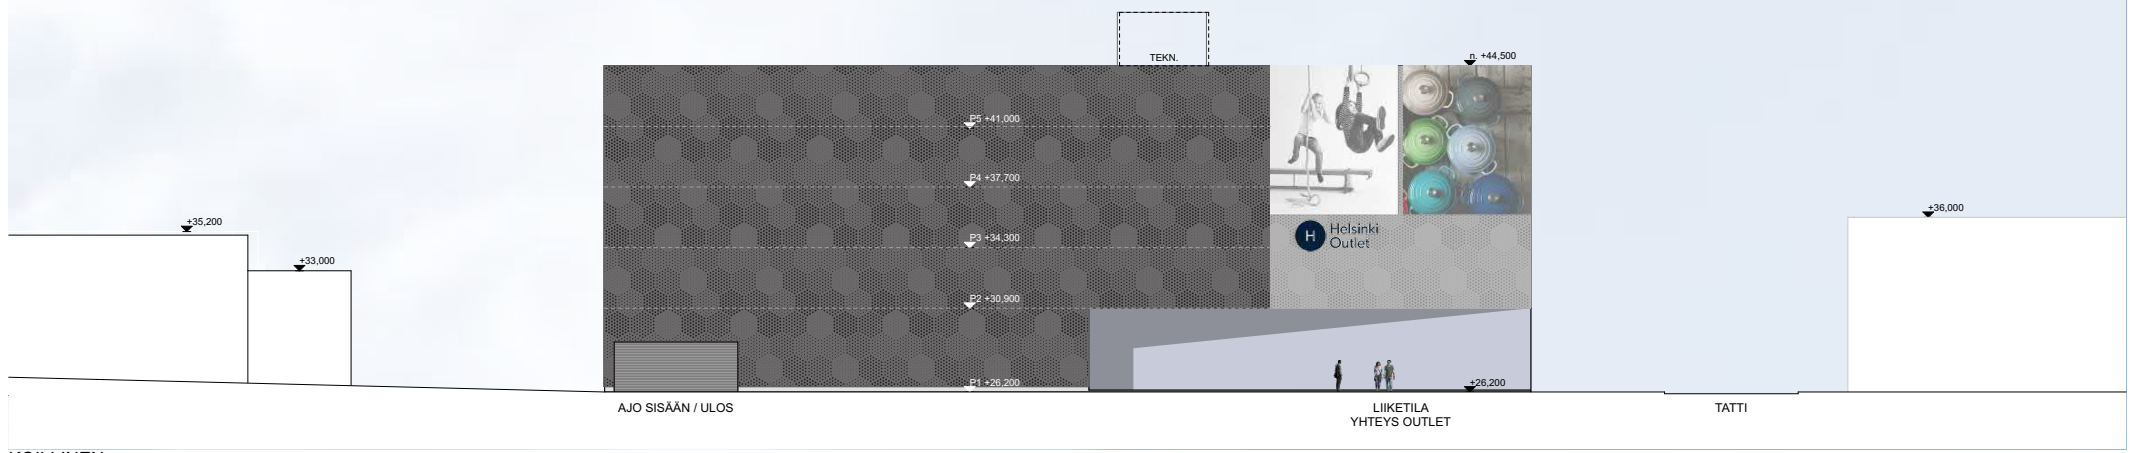 TEKN.
n. +44,500
P5 +41,000
P4 +37,700
+35,200
+36,000
P3 +34,300
H
Helsinki
Outlet
+33,000
P2 +30,900
P1 +26,200
+26,200
AJO SISÄÄN / ULOS
LIIKETILA
YHTEYS OUTLET
TATTI